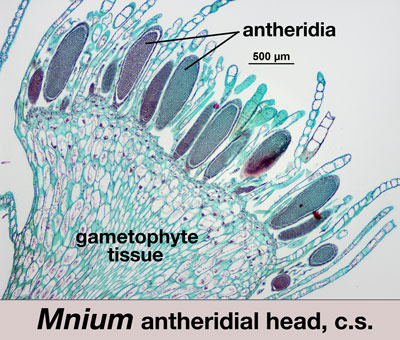 antheridia
500 µm
gametophyte
tissue
Mnium antheridial head, c.s.